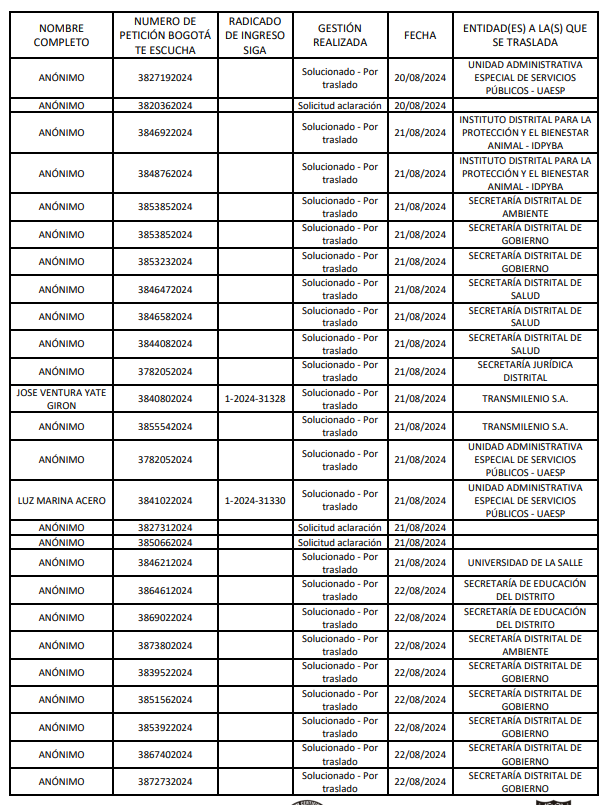 NOMBRE COMPLETO	NUMERO DE PETICIÓN BOGOTÁ TE ESCUCHA	RADICADO DE INGRESO SIGA	GESTIÓN REALIZADA	FECHA	ENTIDAD(ES) A LA(S) QUE SE TRASLADA
ANÓNIMO	3827192024		Solucionado - Por traslado	20/08/2024	UNIDAD ADMINISTRATIVA ESPECIAL DE SERVICIOS PÚBLICOS - UAESP
ANÓNIMO	3820362024		Solicitud aclaración	20/08/2024
ANÓNIMO	3846922024		Solucionado - Por traslado	21/08/2024	INSTITUTO DISTRITAL PARA LA PROTECCIÓN Y EL BIENESTAR ANIMAL - IDPYBA
ANÓNIMO	3848762024		Solucionado - Por traslado	21/08/2024	INSTITUTO DISTRITAL PARA LA PROTECCIÓN Y EL BIENESTAR ANIMAL - IDPYBA
ANÓNIMO	3853852024		Solucionado - Por traslado	21/08/2024	SECRETARÍA DISTRITAL DE AMBIENTE
ANÓNIMO	3853852024		Solucionado - Por traslado	21/08/2024	SECRETARÍA DISTRITAL DE GOBIERNO
ANÓNIMO	3853232024		Solucionado - Por traslado	21/08/2024	SECRETARÍA DISTRITAL DE GOBIERNO
ANÓNIMO	3846472024		Solucionado - Por traslado	21/08/2024	SECRETARÍA DISTRITAL DE SALUD
ANÓNIMO	3846582024		Solucionado - Por traslado	21/08/2024	SECRETARÍA DISTRITAL DE SALUD
ANÓNIMO	3844082024		Solucionado - Por traslado	21/08/2024	SECRETARÍA DISTRITAL DE SALUD
ANÓNIMO	3782052024		Solucionado - Por traslado	21/08/2024	SECRETARÍA JURÍDICA DISTRITAL
JOSE VENTURA YATE GIRON	3840802024	1-2024-31328	Solucionado - Por traslado	21/08/2024	TRANSMILENIO S.A.
ANÓNIMO	3855542024		Solucionado - Por traslado	21/08/2024	TRANSMILENIO S.A.
ANÓNIMO	3782052024		Solucionado - Por traslado	21/08/2024	UNIDAD ADMINISTRATIVA ESPECIAL DE SERVICIOS PÚBLICOS - UAESP
LUZ MARINA ACERO	3841022024	1-2024-31330	Solucionado - Por traslado	21/08/2024	UNIDAD ADMINISTRATIVA ESPECIAL DE SERVICIOS PÚBLICOS - UAESP
ANÓNIMO	3827312024		Solicitud aclaración	21/08/2024
ANÓNIMO	3850662024		Solicitud aclaración	21/08/2024
ANÓNIMO	3846212024		Solucionado - Por traslado	21/08/2024	UNIVERSIDAD DE LA SALLE
ANÓNIMO	3864612024		Solucionado - Por traslado	22/08/2024	SECRETARÍA DE EDUCACIÓN DEL DISTRITO
ANÓNIMO	3869022024		Solucionado - Por traslado	22/08/2024	SECRETARÍA DE EDUCACIÓN DEL DISTRITO
ANÓNIMO	3873802024		Solucionado - Por traslado	22/08/2024	SECRETARÍA DISTRITAL DE AMBIENTE
ANÓNIMO	3839522024		Solucionado - Por traslado	22/08/2024	SECRETARÍA DISTRITAL DE GOBIERNO
ANÓNIMO	3851562024		Solucionado - Por traslado	22/08/2024	SECRETARÍA DISTRITAL DE GOBIERNO
ANÓNIMO	3853922024		Solucionado - Por traslado	22/08/2024	SECRETARÍA DISTRITAL DE GOBIERNO
ANÓNIMO	3867402024		Solucionado - Por traslado	22/08/2024	SECRETARÍA DISTRITAL DE GOBIERNO
ANÓNIMO	3872732024		Solucionado - Por traslado	22/08/2024	SECRETARÍA DISTRITAL DE GOBIERNO